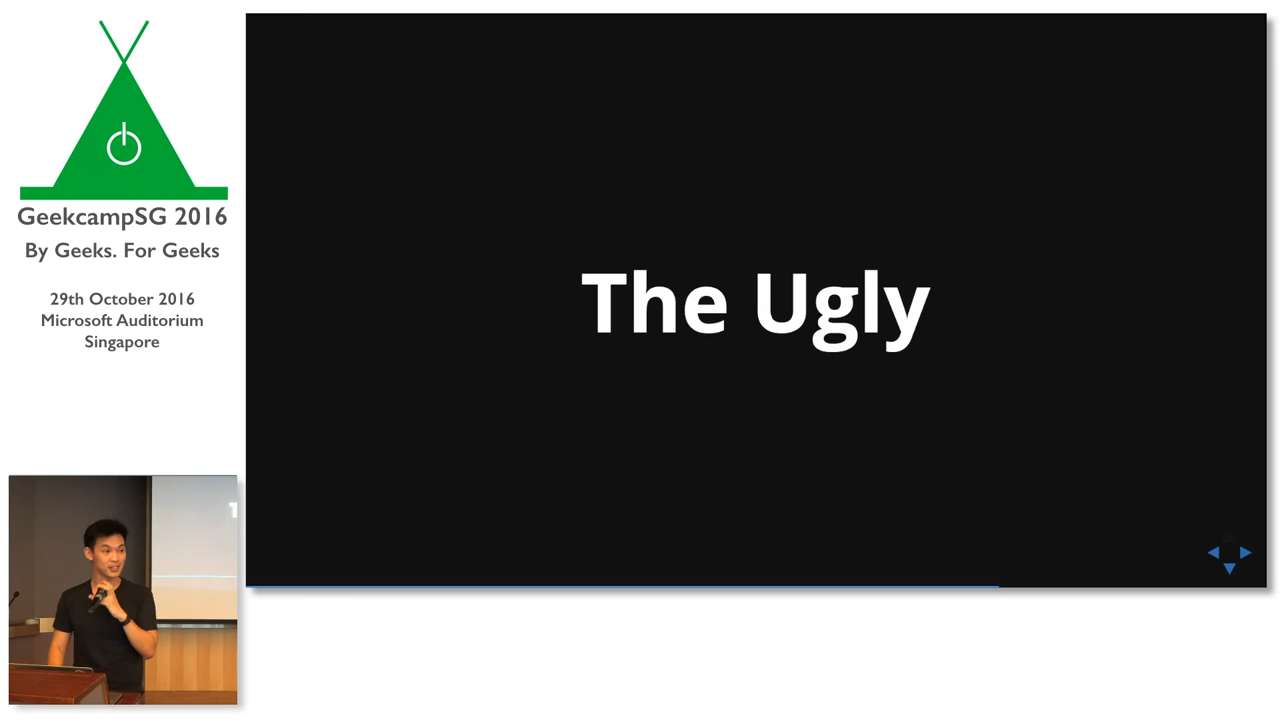 GeekcampSG 2016
By Geeks. For Geeks
29th October 2016
Microsoft Auditorium
Singapore
The Ugly